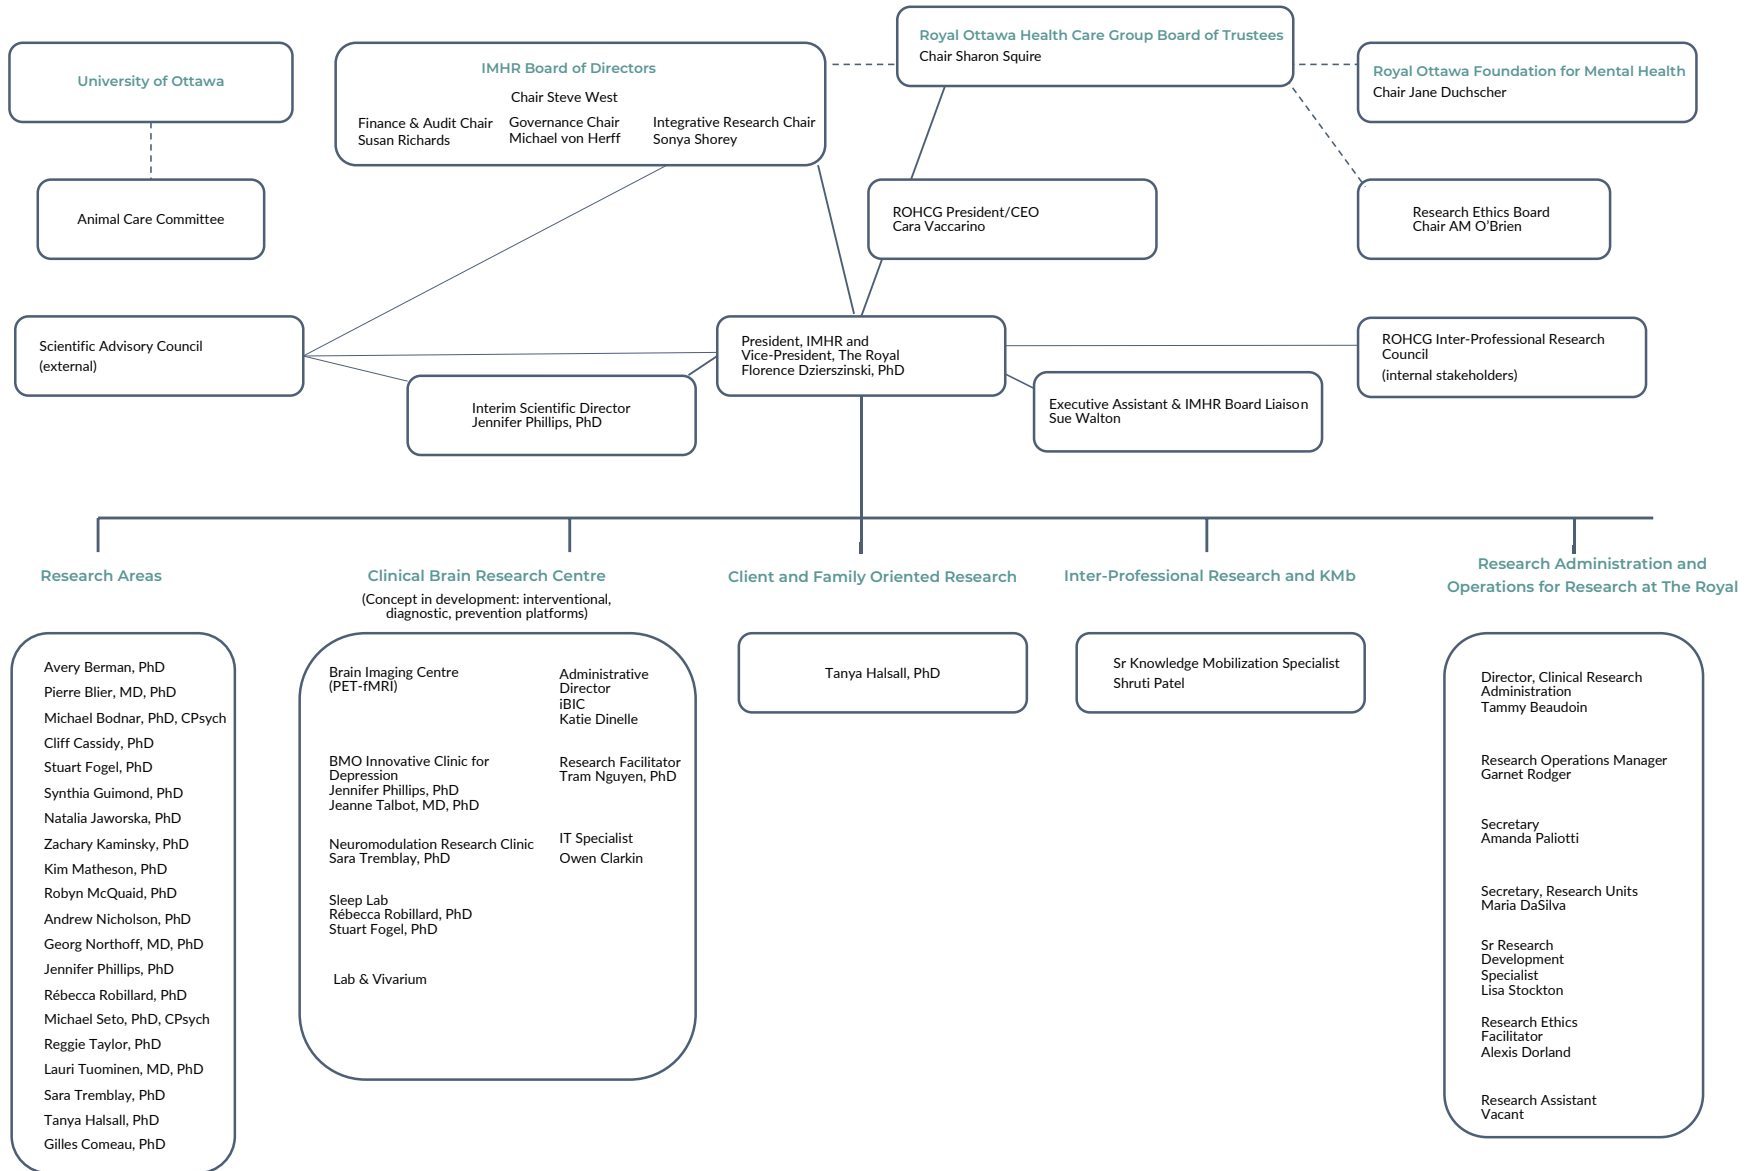 Royal Ottawa Health Care Group Board of Trustees
Chair Sharon Squire
University of Ottawa
IMHR Board of Directors
Chair Steve West
Finance & Audit Chair
Susan Richards
Governance Chair
Michael von Herff
Integrative Research Chair
Sonya Shorey
Royal Ottawa Foundation for Mental Health
Chair Jane Duchscher
Animal Care Committee
ROHCG President/CEO
Cara Vaccarino
Research Ethics Board
Chair AM O’Brien
Scientific Advisory Council
(external)
President, IMHR and
Vice-President, The Royal
Florence Dzierszinski, PhD
ROHCG Inter-Professional Research
Council
(internal stakeholders)
Interim Scientific Director
Jennifer Phillips, PhD
Executive Assistant & IMHR Board Liaison
Sue Walton
Research Areas
Avery Berman, PhD
Pierre Blier, MD, PhD
Michael Bodnar, PhD, CPsych
Cliff Cassidy, PhD
Stuart Fogel, PhD
Synthia Guimond, PhD
Natalia Jaworska, PhD
Zachary Kaminsky, PhD
Kim Matheson, PhD
Robyn McQuaid, PhD
Andrew Nicholson, PhD
Georg Northoff, MD, PhD
Jennifer Phillips, PhD
Rébecca Robillard, PhD
Michael Seto, PhD, CPsych
Reggie Taylor, PhD
Lauri Tuominen, MD, PhD
Sara Tremblay, PhD
Tanya Halsall, PhD
Gilles Comeau, PhD
Clinical Brain Research Centre
(Concept in development: interventional,
diagnostic, prevention platforms)
Brain Imaging Centre
(PET-fMRI)
BMO Innovative Clinic for
Depression
Jennifer Phillips, PhD
Jeanne Talbot, MD, PhD
Neuromodulation Research Clinic
Sara Tremblay, PhD
Sleep Lab
Rébecca Robillard, PhD
Stuart Fogel, PhD
Lab & Vivarium
Administrative
Director
iBIC
Katie Dinelle
Research Facilitator
Tram Nguyen, PhD
IT Specialist
Owen Clarkin
Client and Family Oriented Research
Tanya Halsall, PhD
Inter-Professional Research and KMb
Sr Knowledge Mobilization Specialist
Shruti Patel
Research Administration and
Operations for Research at The Royal
Director, Clinical Research
Administration
Tammy Beaudoin
Research Operations Manager
Garnet Rodger
Secretary
Amanda Paliotti
Secretary, Research Units
Maria DaSilva
Sr Research
Development
Specialist
Lisa Stockton
Research Ethics
Facilitator
Alexis Dorland
Research Assistant
Vacant